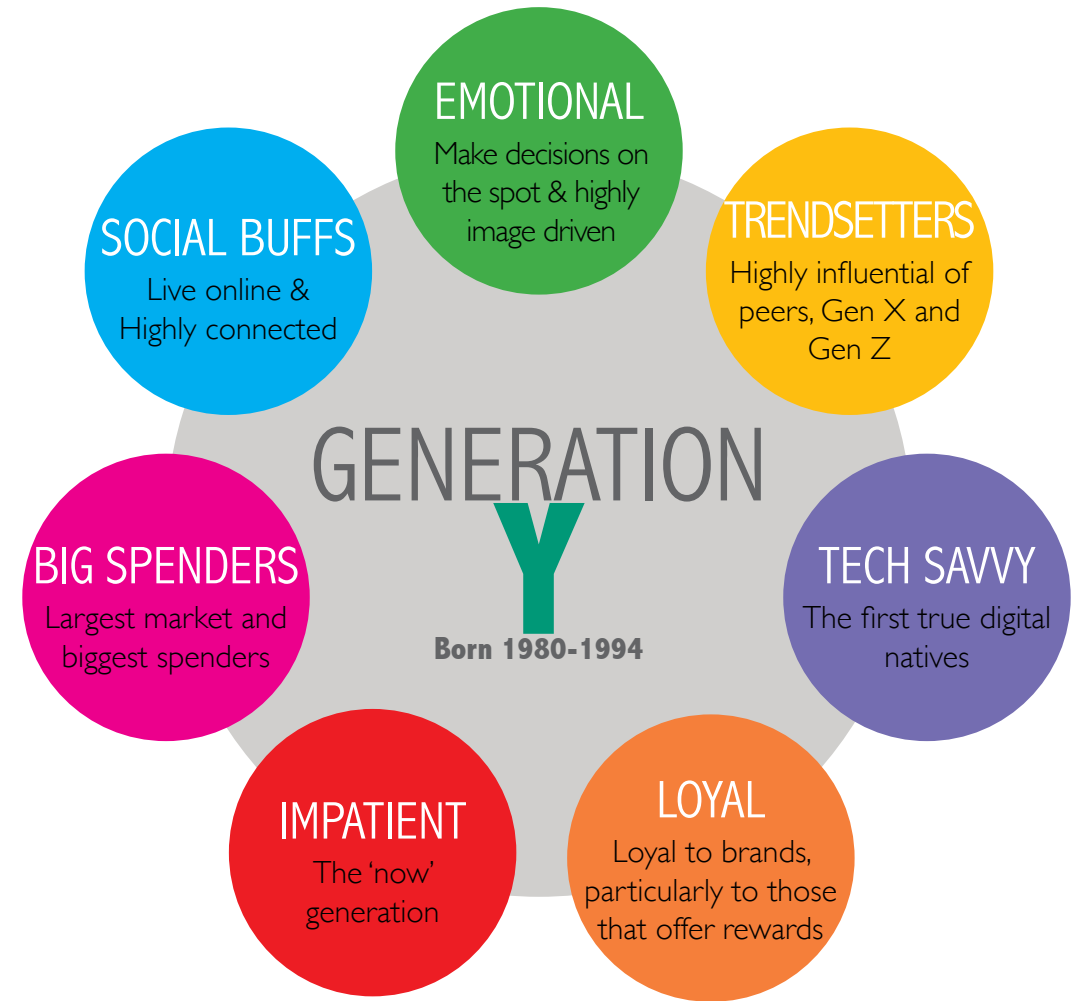 EMOTIONAL
Make decisions on
the spot & highly
image driven
TRENDSETTERS
Highly influential of
peers, Gen X and
Gen Z
TECH SAVVY
The first true digital
natives
LOYAL
Loyal to brands,
particularly to those
that offer rewards
IMPATIENT
The ‘now’
generation
BIG SPENDERS
Largest market and
biggest spenders
SOCIAL BUFFS
Live online &
Highly connected
GENERATION
Y
Born 1980-1994